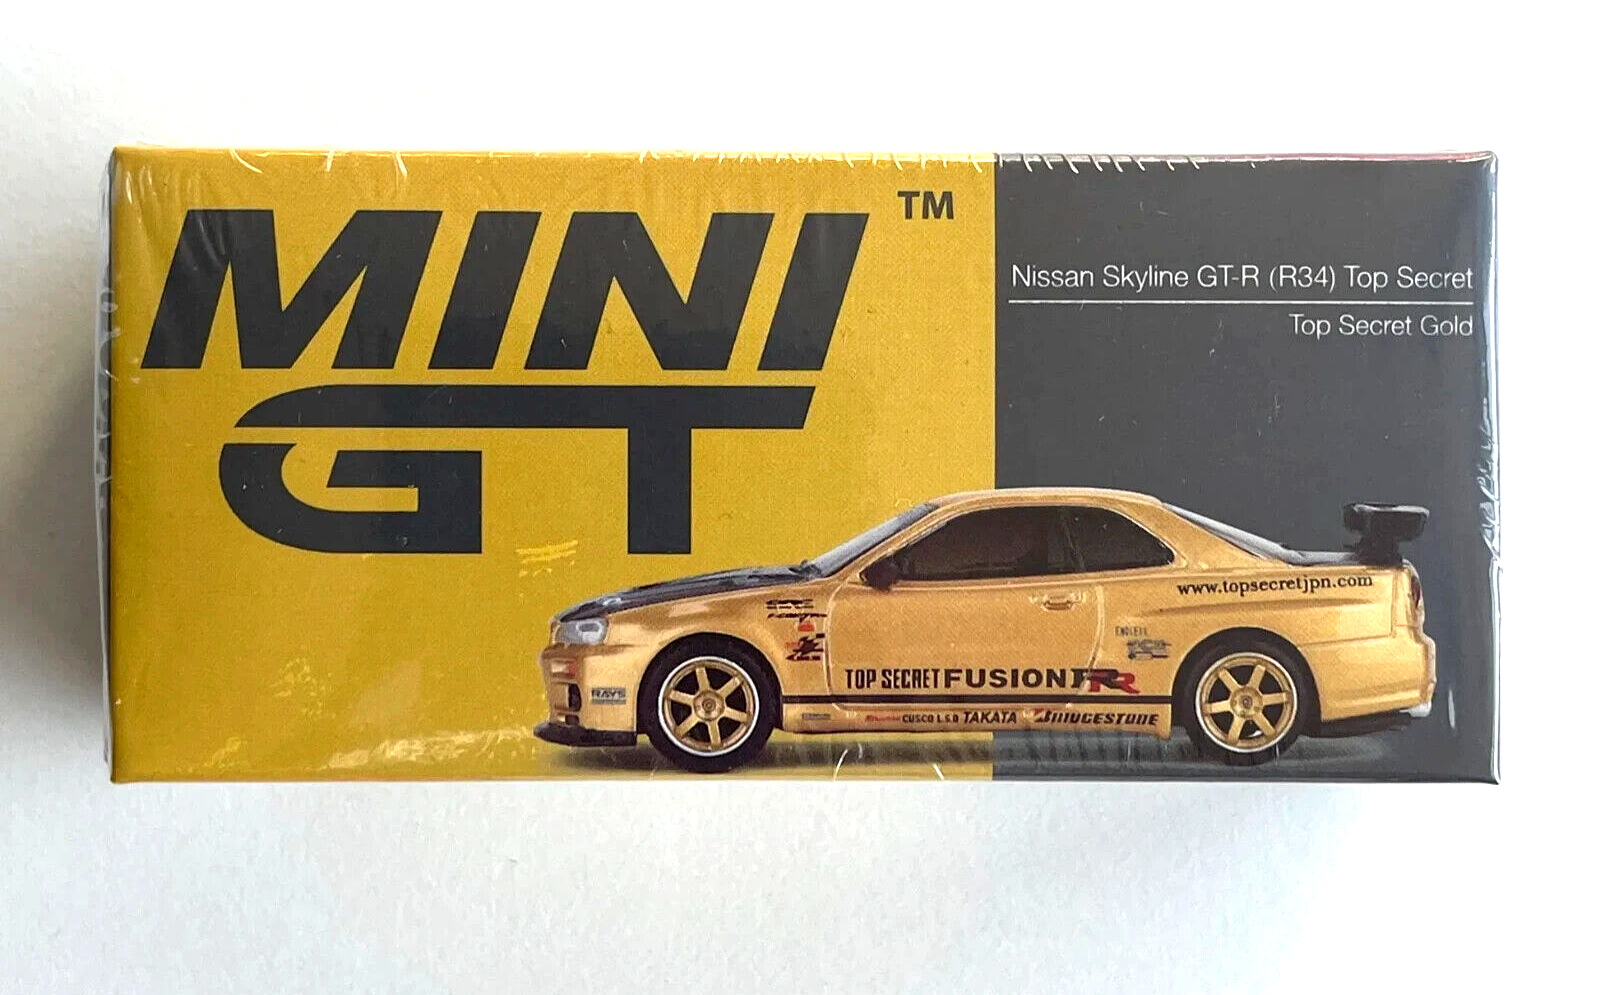 MINI
GT
TM
Nissan Skyline GT-R (R34) Top Secret
Top Secret Gold
www.topsecretjpn.com
ENDLESS
TOP SECRET FUSION RR
RAYS
CUSCO L.S.D TAKATA BRIDGESTONE